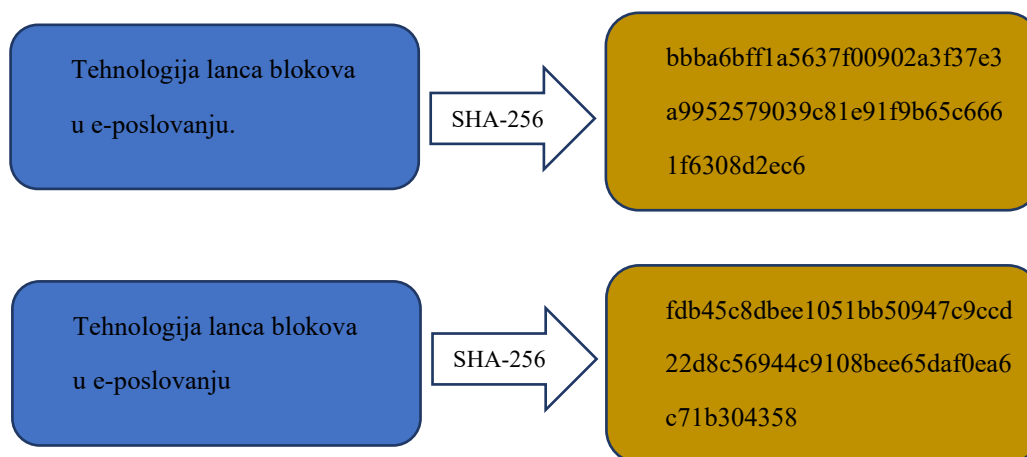 Tehnologija lanca blokova
u e-poslovanju.
SHA-256
bbba6bff1a5637f00902a3f37e3
a9952579039c81e91f9b65c666
1f6308d2ec6
Tehnologija lanca blokova
u e-poslovanju
SHA-256
fdb45c8dbee1051bb50947c9ccd
22d8c56944c9108bee65daf0ea6
c71b304358